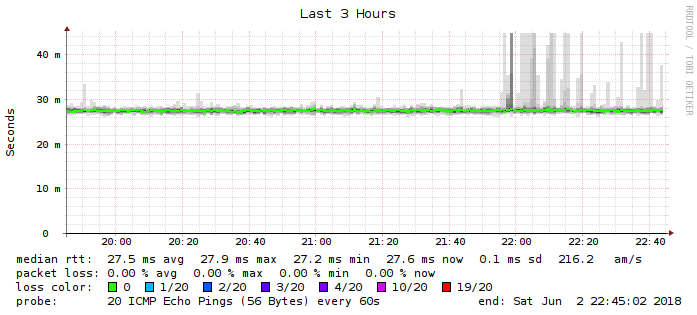 Last 3 Hours
RRDTOOL / TOBI OETIKER
Seconds
40 m
30 m
20 m
10 m
0
20:00 20:20 20:40 21:00 21:20 21:40 22:00 22:20 22:40
median rtt: 27.5 ms avg 27.9 ms max 27.2 ms min 27.6 ms now 0.1 ms sd 216.2 am/s
packet loss: 0.00 % avg 0.00 % max 0.00 % min 0.00 % now
loss color: 0 1/20 2/20 3/20 4/20 10/20 19/20
probe: 20 ICMP Echo Pings (56 Bytes) every 60s end: Sat Jun 2 22:45:02 2018